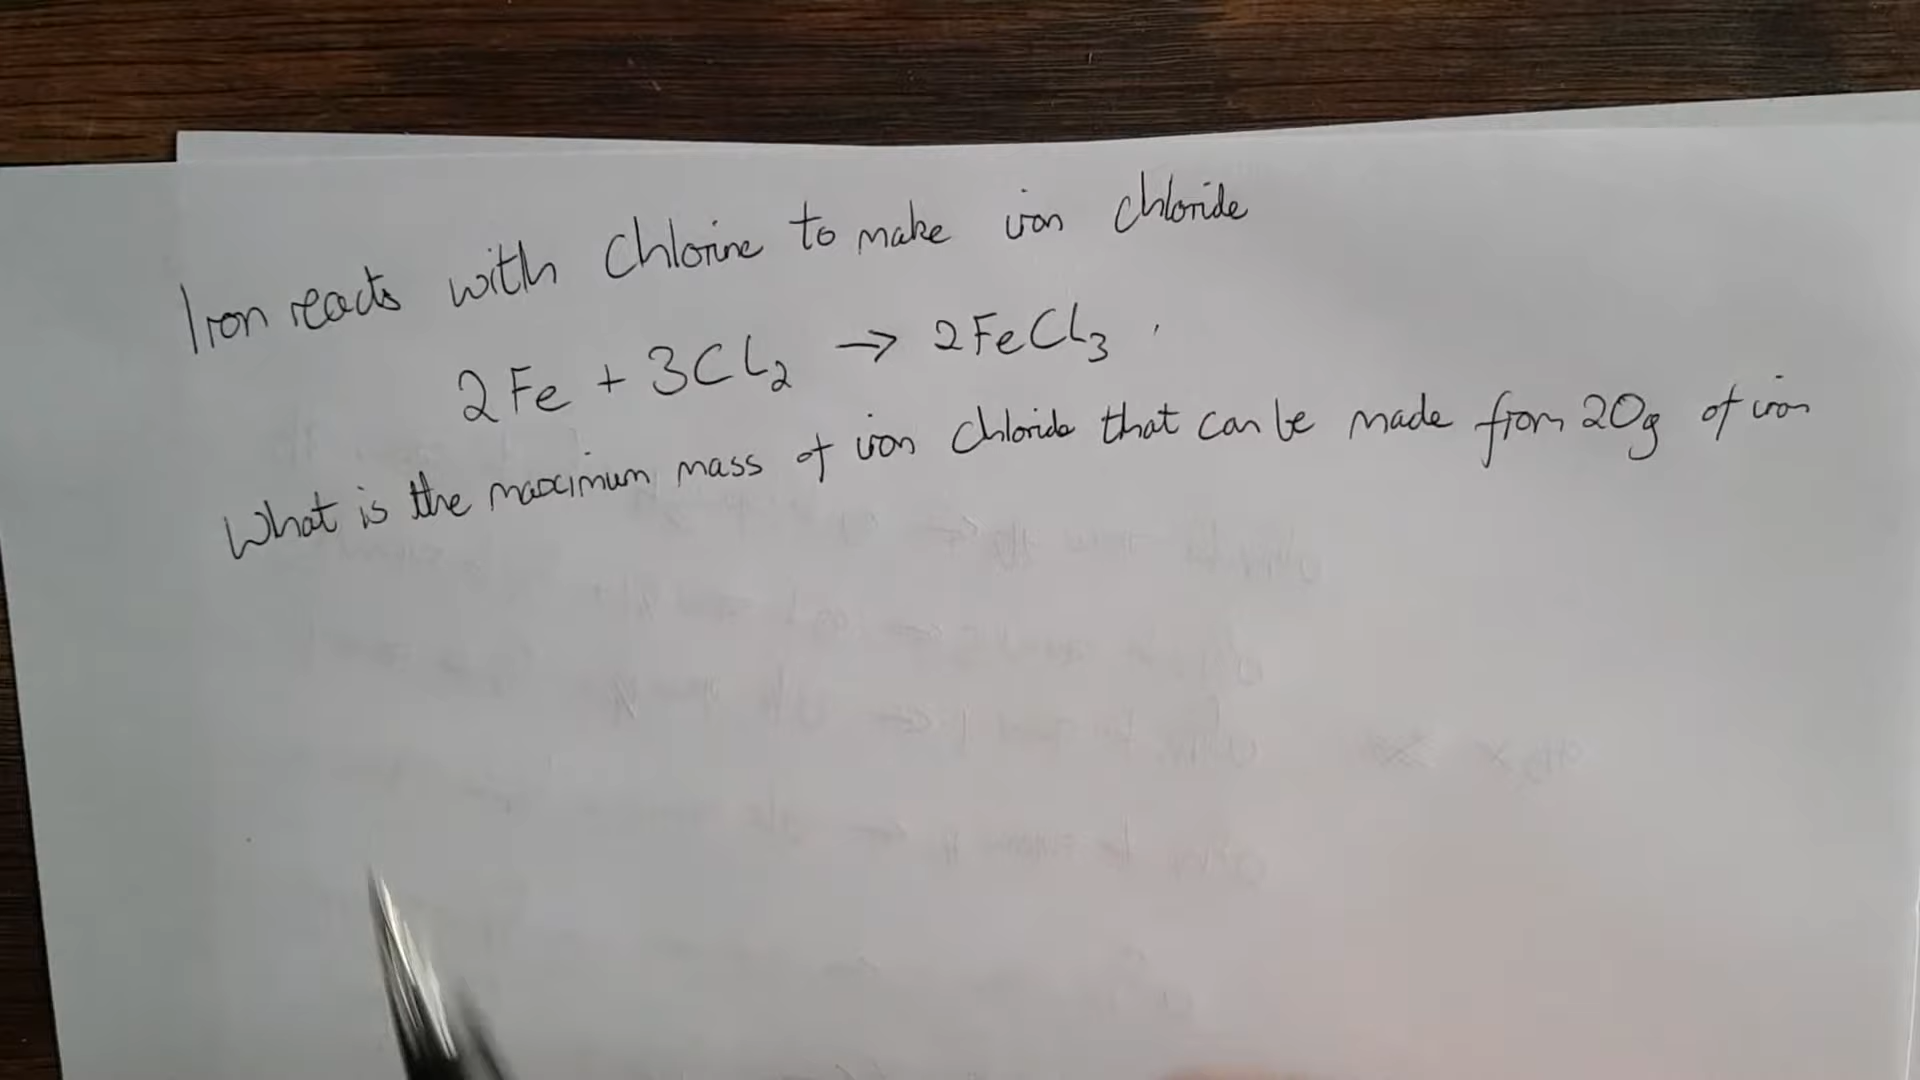 Iron reacts with Chlorine to make iron chloride
2Fe + 3Cl₂ → 2FeCl₃
What is the maximum mass of iron chloride that can be made from 20g of iron